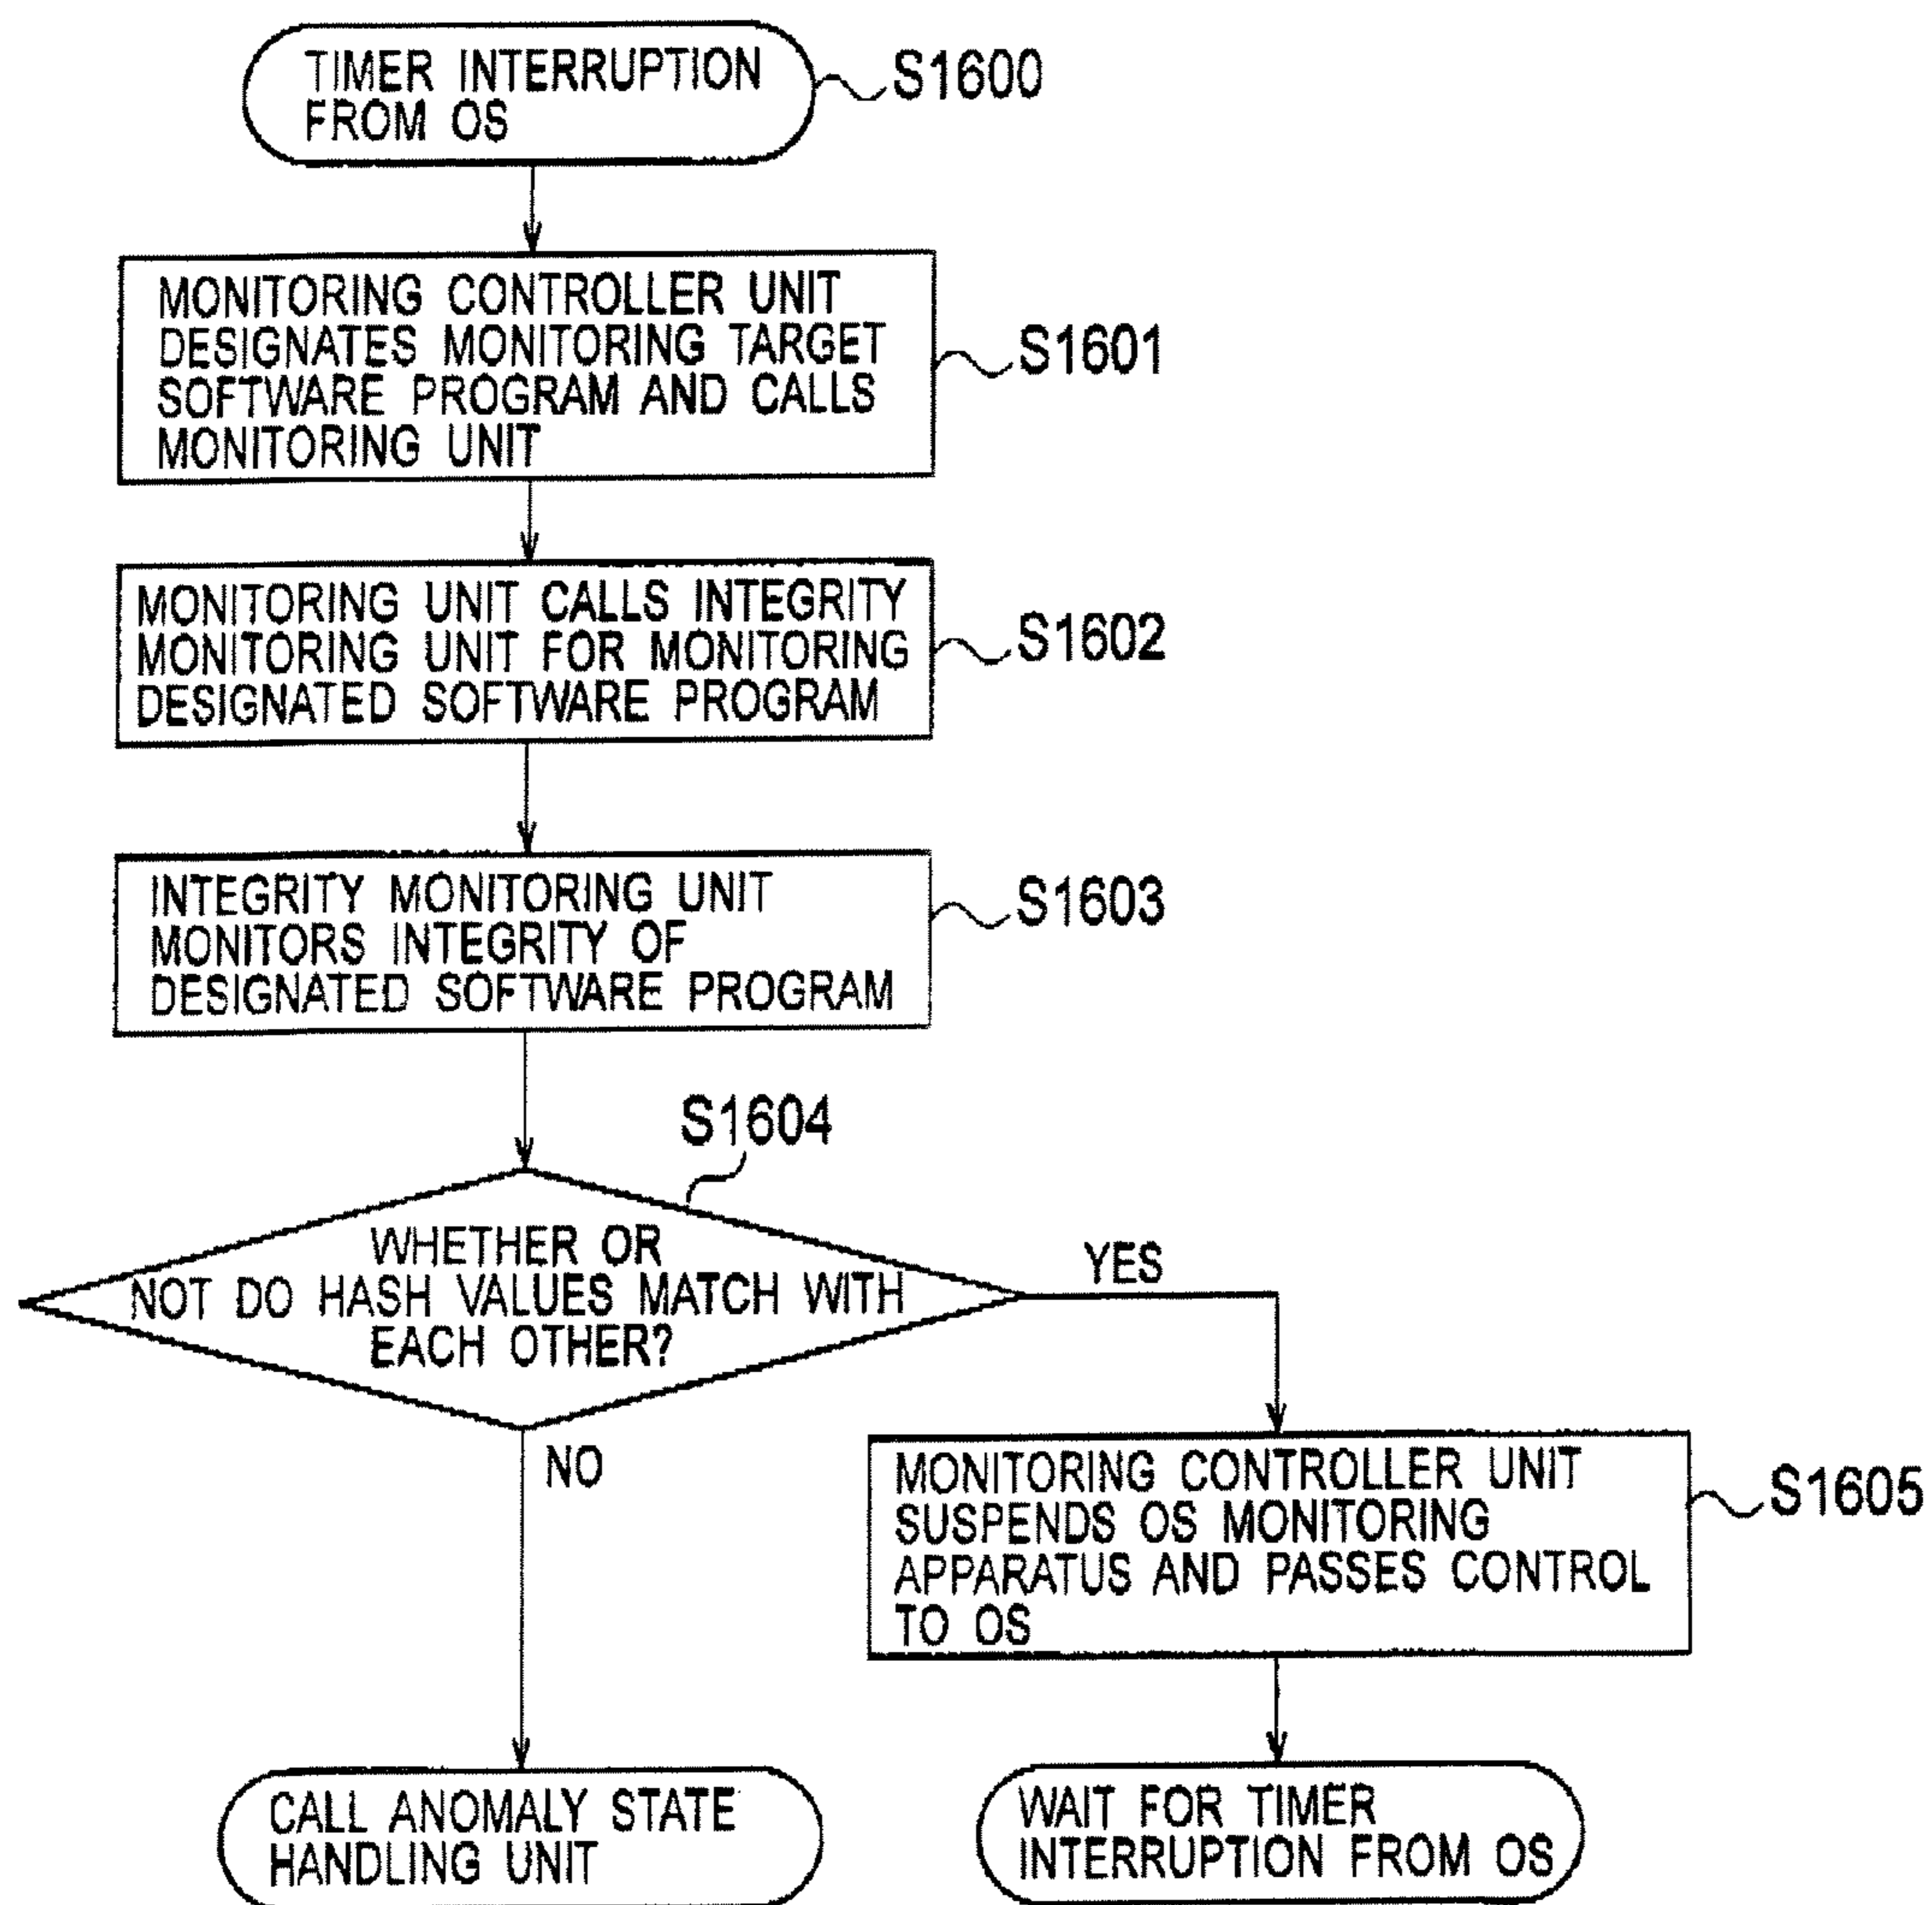 TIMER INTERRUPTION
FROM OS
S1600
MONITORING CONTROLLER UNIT
DESIGNATES MONITORING TARGET
SOFTWARE PROGRAM AND CALLS
MONITORING UNIT
S1601
MONITORING UNIT CALLS INTEGRITY
MONITORING UNIT FOR MONITORING
DESIGNATED SOFTWARE PROGRAM
S1602
INTEGRITY MONITORING UNIT
MONITORS INTEGRITY OF
DESIGNATED SOFTWARE PROGRAM
S1603
S1604
WHETHER OR
NOT DO HASH VALUES MATCH WITH
EACH OTHER?
YES
NO
MONITORING CONTROLLER UNIT
SUSPENDS OS MONITORING
APPARATUS AND PASSES CONTROL
TO OS
S1605
CALL ANOMALY STATE
HANDLING UNIT
WAIT FOR TIMER
INTERRUPTION FROM OS